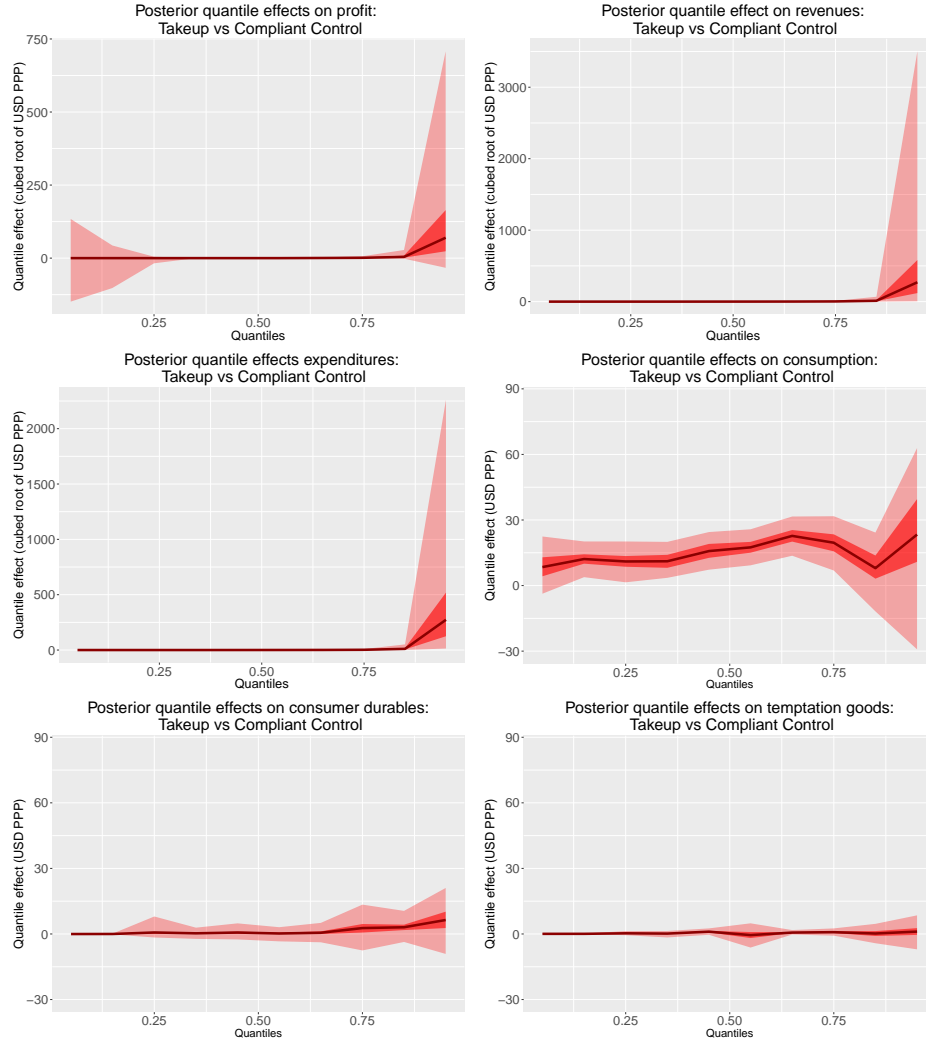 Posterior quantile effects on profit:
Takeup vs Compliant Control
Quantile effect (cubed root of USD PPP)
750
500
250
0
0.25
0.50
0.75
Quantiles
Posterior quantile effect on revenues:
Takeup vs Compliant Control
Quantile effect (cubed root of USD PPP)
3000
2000
1000
0
0.25
0.50
0.75
Quantiles
Posterior quantile effects expenditures:
Takeup vs Compliant Control
Quantile effect (cubed root of USD PPP)
2000
1500
1000
500
0
0.25
0.50
0.75
Quantiles
Posterior quantile effects on consumption:
Takeup vs Compliant Control
Quantile effect (USD PPP)
90
60
30
0
−30
0.25
0.50
0.75
Quantiles
Posterior quantile effects on consumer durables:
Takeup vs Compliant Control
Quantile effect (USD PPP)
90
60
30
0
−30
0.25
0.50
0.75
Quantiles
Posterior quantile effects on temptation goods:
Takeup vs Compliant Control
Quantile effect (USD PPP)
90
60
30
0
−30
0.25
0.50
0.75
Quantiles